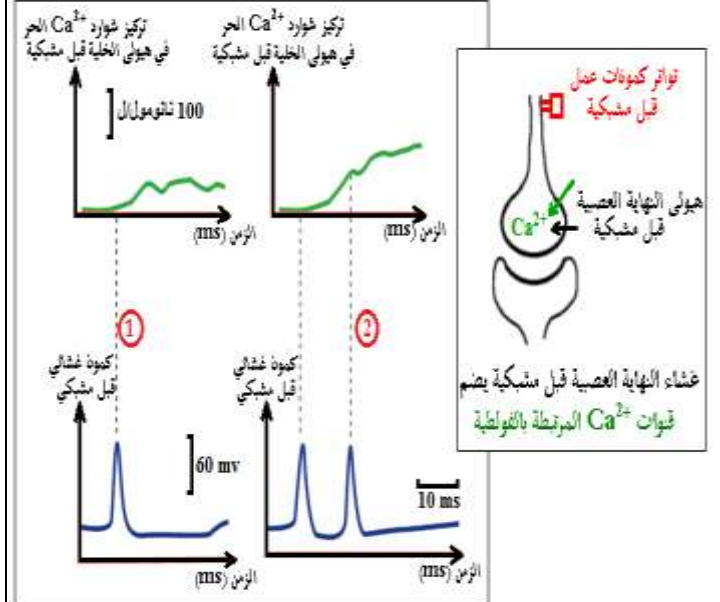 تركيز شوارد Ca²⁺ الحر
في هيولى الخلية قبل مشبكية
100 نانومول/ل
الزمن (ms)
تركيز شوارد Ca²⁺ الحر
في هيولى الخلية قبل مشبكية
الزمن (ms)
1
2
كمون غشائي
قبل مشبكي
60 mv
الزمن (ms)
كمون غشائي
قبل مشبكي
10 ms
الزمن (ms)
تواتر كمونات عمل
قبل مشبكية
هيولى النهاية العصبية
قبل مشبكية
Ca²⁺
غشاء النهاية العصبية قبل مشبكية يضم
قنوات Ca²⁺ المرتبطة بالفولطية